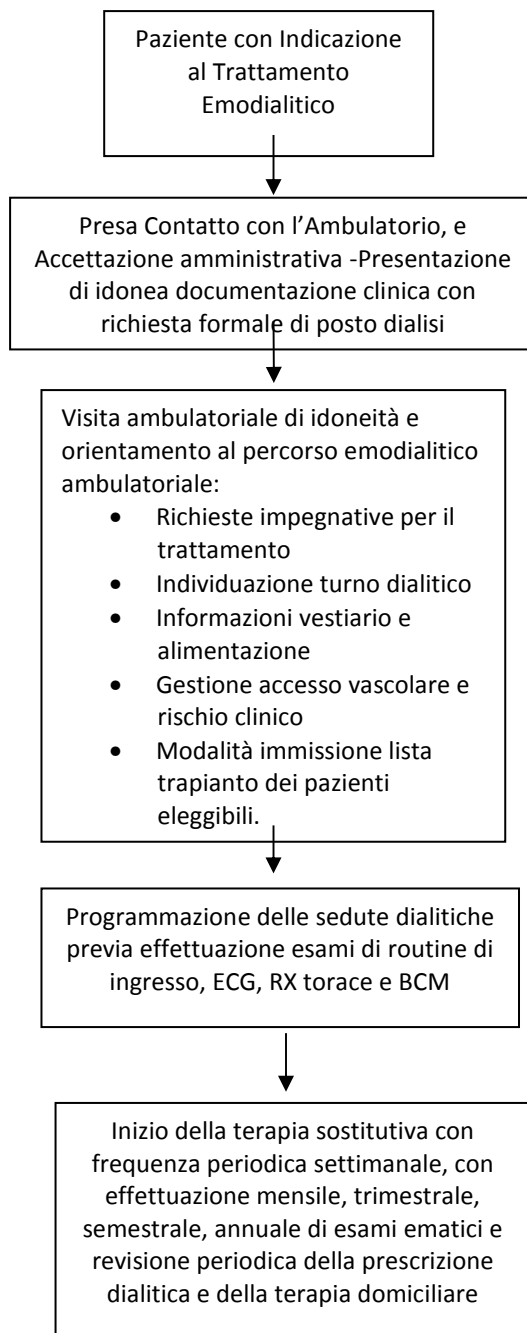 Paziente con Indicazione
al Trattamento
Emodialitico
Presa Contatto con l’Ambulatorio, e
Accettazione amministrativa -Presentazione
di idonea documentazione clinica con
richiesta formale di posto dialisi
Visita ambulatoriale di idoneità e
orientamento al percorso emodialitico
ambulatoriale:
• Richieste impegnative per il
trattamento
• Individuazione turno dialitico
• Informazioni vestiario e
alimentazione
• Gestione accesso vascolare e
rischio clinico
• Modalità immissione lista
trapianto dei pazienti
eleggibili.
Programmazione delle sedute dialitiche
previa effettuazione esami di routine di
ingresso, ECG, RX torace e BCM
Inizio della terapia sostitutiva con
frequenza periodica settimanale, con
effettuazione mensile, trimestrale,
semestrale, annuale di esami ematici e
revisione periodica della prescrizione
dialitica e della terapia domiciliare